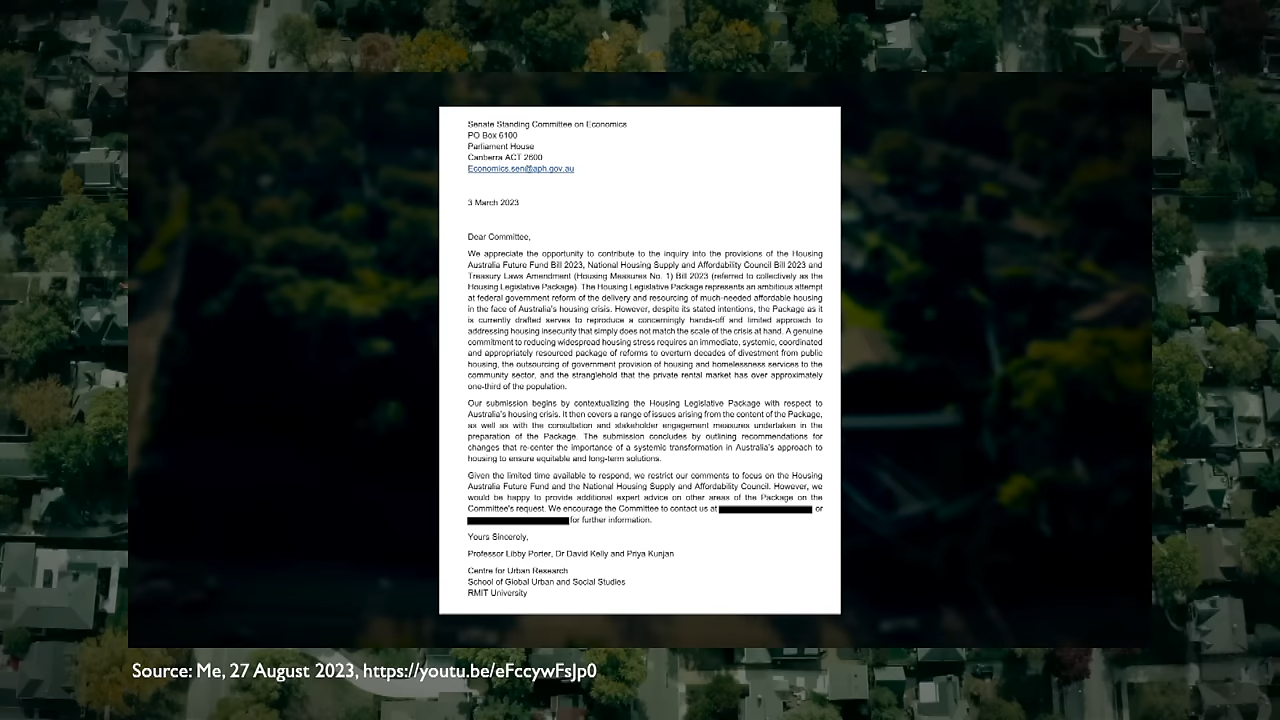 Senate Standing Committee on Economics
PO Box 6100
Parliament House
Canberra ACT 2600
Economics.sen@aph.gov.au
3 March 2023
Dear Committee,
We appreciate the opportunity to contribute to the inquiry into the provisions of the Housing
Australia Future Fund Bill 2023, National Housing Supply and Affordability Council Bill 2023 and
Treasury Laws Amendment (Housing Measures No. 1) Bill 2023 (referred to collectively as the
Housing Legislative Package). The Housing Legislative Package represents an ambitious attempt
at federal government reform of the delivery and resourcing of much-needed affordable housing
in the face of Australia's housing crisis. However, despite its stated intentions, the Package as it
is currently drafted serves to reproduce a concerningly hands-off and limited approach to
addressing housing insecurity that simply does not match the scale of the crisis at hand. A genuine
commitment to reducing widespread housing stress requires an immediate, systemic, coordinated
and appropriately resourced package of reforms to overturn decades of divestment from public
housing, the outsourcing of government provision of housing and homelessness services to the
community sector, and the stranglehold that the private rental market has over approximately
one-third of the population.
Our submission begins by contextualizing the Housing Legislative Package with respect to
Australia's housing crisis. It then covers a range of issues arising from the content of the Package,
as well as with the consultation and stakeholder engagement measures undertaken in the
preparation of the Package. The submission concludes by outlining recommendations for
changes that re-center the importance of a systemic transformation in Australia's approach to
housing to ensure equitable and long-term solutions.
Given the limited time available to respond, we restrict our comments to focus on the Housing
Australia Future Fund and the National Housing Supply and Affordability Council. However, we
would be happy to provide additional expert advice on other areas of the Package on the
Committee's request. We encourage the Committee to contact us at or
for further information.
Yours Sincerely,
Professor Libby Porter, Dr David Kelly and Priya Kunjan
Centre for Urban Research
School of Global Urban and Social Studies
RMIT University
Source: Me, 27 August 2023, https://youtu.be/eFccywFsJp0